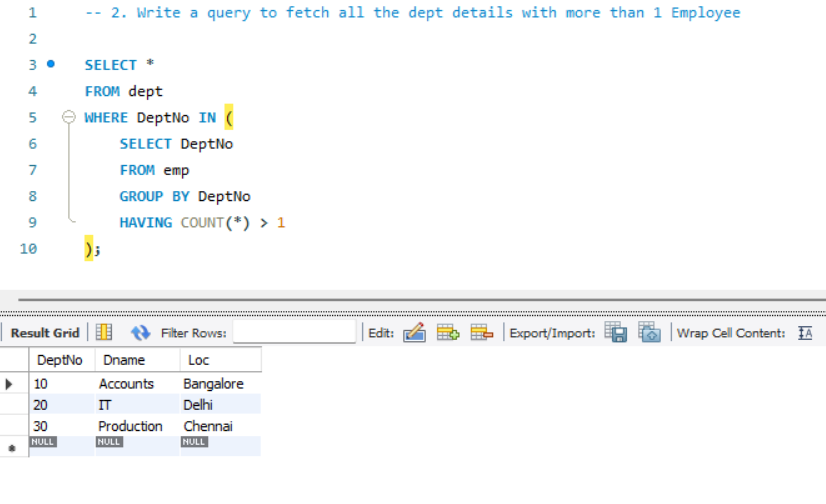 1 -- 2. Write a query to fetch all the dept details with more than 1 Employee
2
3 SELECT *
4 FROM dept
5 WHERE DeptNo IN (
6 SELECT DeptNo
7 FROM emp
8 GROUP BY DeptNo
9 HAVING COUNT(*) > 1
10 );
Result Grid Filter Rows: Edit: Export/Import: Wrap Cell Content: IA
DeptNo Dname Loc
10 Accounts Bangalore
20 IT Delhi
30 Production Chennai
NULL NULL NULL